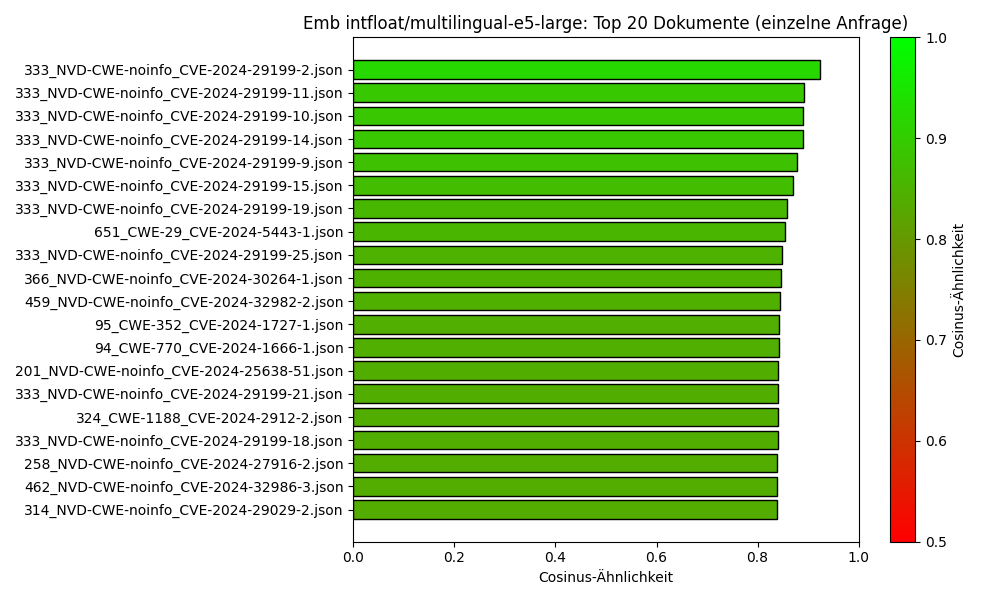 Emb intfloat/multilingual-e5-large: Top 20 Dokumente (einzelne Anfrage)
333_NVD-CWE-noinfo_CVE-2024-29199-2.json
333_NVD-CWE-noinfo_CVE-2024-29199-11.json
333_NVD-CWE-noinfo_CVE-2024-29199-10.json
333_NVD-CWE-noinfo_CVE-2024-29199-14.json
333_NVD-CWE-noinfo_CVE-2024-29199-9.json
333_NVD-CWE-noinfo_CVE-2024-29199-15.json
333_NVD-CWE-noinfo_CVE-2024-29199-19.json
651_CWE-29_CVE-2024-5443-1.json
333_NVD-CWE-noinfo_CVE-2024-29199-25.json
366_NVD-CWE-noinfo_CVE-2024-30264-1.json
459_NVD-CWE-noinfo_CVE-2024-32982-2.json
95_CWE-352_CVE-2024-1727-1.json
94_CWE-770_CVE-2024-1666-1.json
201_NVD-CWE-noinfo_CVE-2024-25638-51.json
333_NVD-CWE-noinfo_CVE-2024-29199-21.json
324_CWE-1188_CVE-2024-2912-2.json
333_NVD-CWE-noinfo_CVE-2024-29199-18.json
258_NVD-CWE-noinfo_CVE-2024-27916-2.json
462_NVD-CWE-noinfo_CVE-2024-32986-3.json
314_NVD-CWE-noinfo_CVE-2024-29029-2.json
0.0 0.2 0.4 0.6 0.8 1.0
Cosinus-Ähnlichkeit
1.0
0.9
0.8
0.7
0.6
0.5
Cosinus-Ähnlichkeit